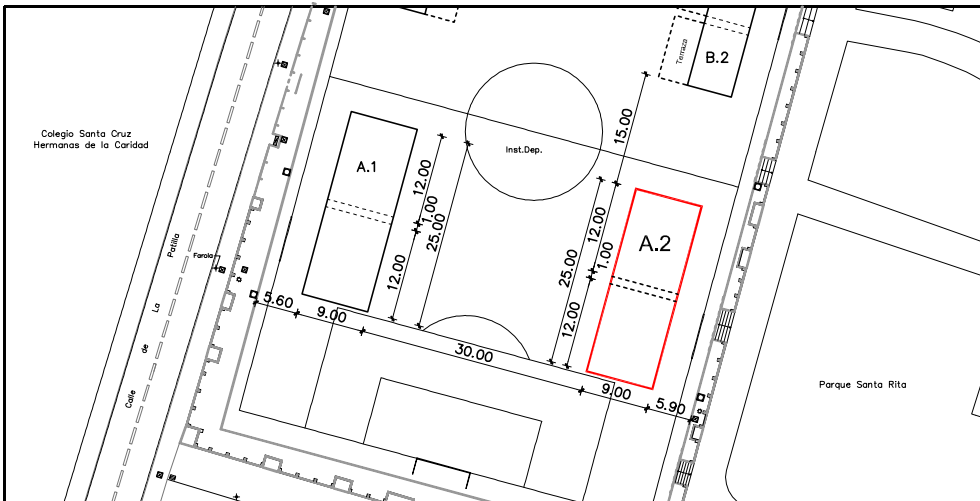 Terraza
B.2
15.00
Colegio Santa Cruz
Hermanas de la Caridad
Inst.Dep.
A.1
12.00
1.00
25.00
12.00
12.00
1.00
25.00
12.00
A.2
Patilla
La
de
Calle
Farola
5.60
9.00
30.00
9.00
5.90
Parque Santa Rita